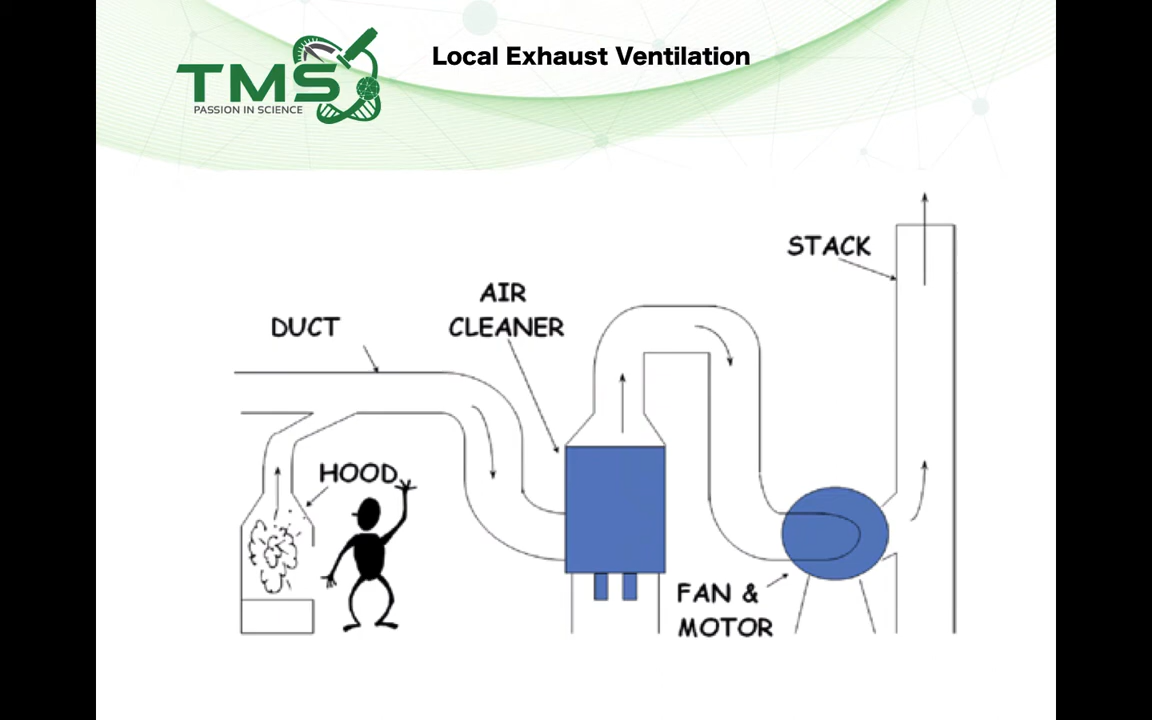 TMS
PASSION IN SCIENCE
Local Exhaust Ventilation
STACK
AIR
CLEANER
DUCT
HOOD
FAN &
MOTOR